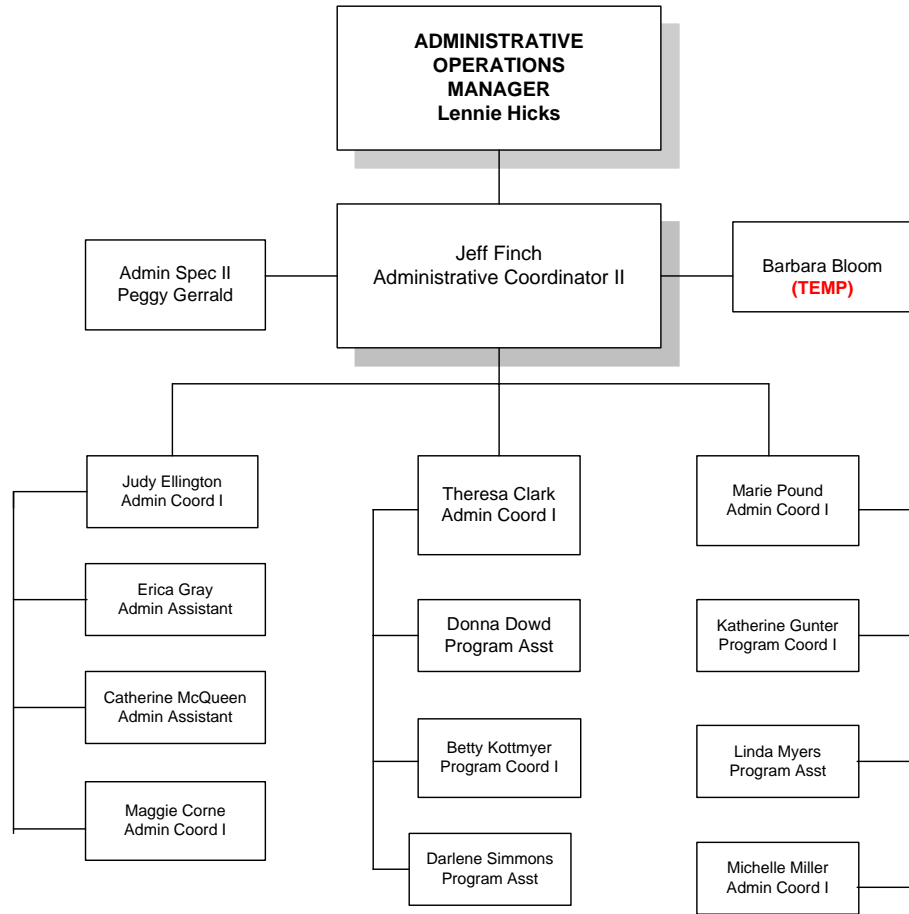 ADMINISTRATIVE
OPERATIONS
MANAGER
Lennie Hicks
Jeff Finch
Administrative Coordinator II
Admin Spec II
Peggy Gerrald
Barbara Bloom
(TEMP)
Judy Ellington
Admin Coord I
Erica Gray
Admin Assistant
Catherine McQueen
Admin Assistant
Maggie Corne
Admin Coord I
Theresa Clark
Admin Coord I
Donna Dowd
Program Asst
Betty Kottmyer
Program Coord I
Darlene Simmons
Program Asst
Marie Pound
Admin Coord I
Katherine Gunter
Program Coord I
Linda Myers
Program Asst
Michelle Miller
Admin Coord I